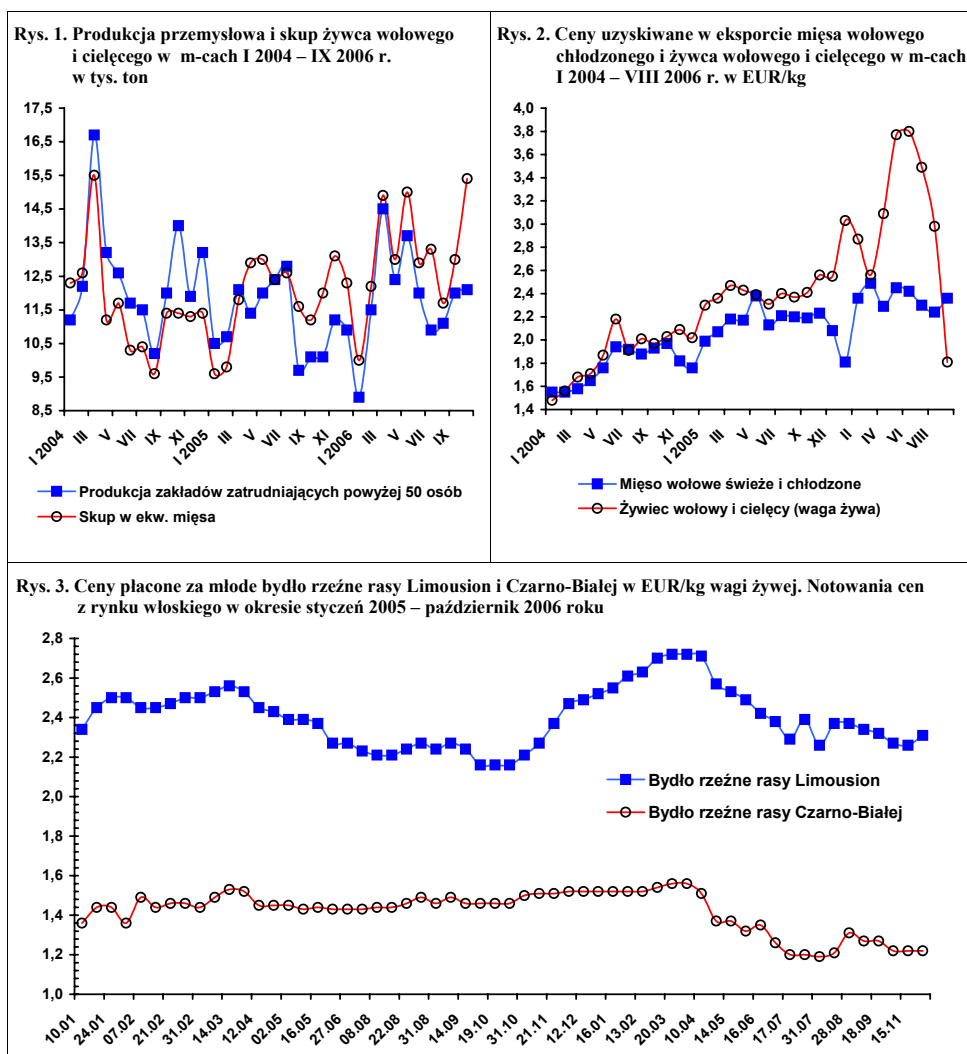 Rys. 1. Produkcja przemysłowa i skup żywca wołowego
i cielęcego w m-cach I 2004 – IX 2006 r.
w tys. ton
17,5
16,5
15,5
14,5
13,5
12,5
11,5
10,5
9,5
8,5
I 2004
III
V
VII
IX
XI
I 2005
III
V
VII
IX
XI
I 2006
III
V
VII
IX
Produkcja zakładów zatrudniających powyżej 50 osób
Skup w ekw. mięsa
Rys. 2. Ceny uzyskiwane w eksporcie mięsa wołowego
chłodzonego i żywca wołowego i cielęcego w m-cach
I 2004 – VIII 2006 r. w EUR/kg
4,0
3,8
3,6
3,4
3,2
3,0
2,8
2,6
2,4
2,2
2,0
1,8
1,6
1,4
I 2004
III
V
VII
IX
XI
I 2005
III
V
VII
X
XII
II
IV
VI
VIII
Mięso wołowe świeże i chłodzone
Żywiec wołowy i cielęcy (waga żywa)
Rys. 3. Ceny płacone za młode bydło rzeźne rasy Limousion i Czarno-Białej w EUR/kg wagi żywej. Notowania cen
z rynku włoskiego w okresie styczeń 2005 – październik 2006 roku
2,8
2,6
2,4
2,2
2,0
1,8
1,6
1,4
1,2
1,0
Bydło rzeźne rasy Limousion
Bydło rzeźne rasy Czarno-Białej
10.01
24.01
07.02
21.02
31.02
14.03
12.04
02.05
16.05
27.06
08.08
22.08
31.08
14.09
19.10
31.10
21.11
12.12
16.01
13.02
20.03
10.04
14.05
16.06
17.07
31.07
28.08
18.09
15.11